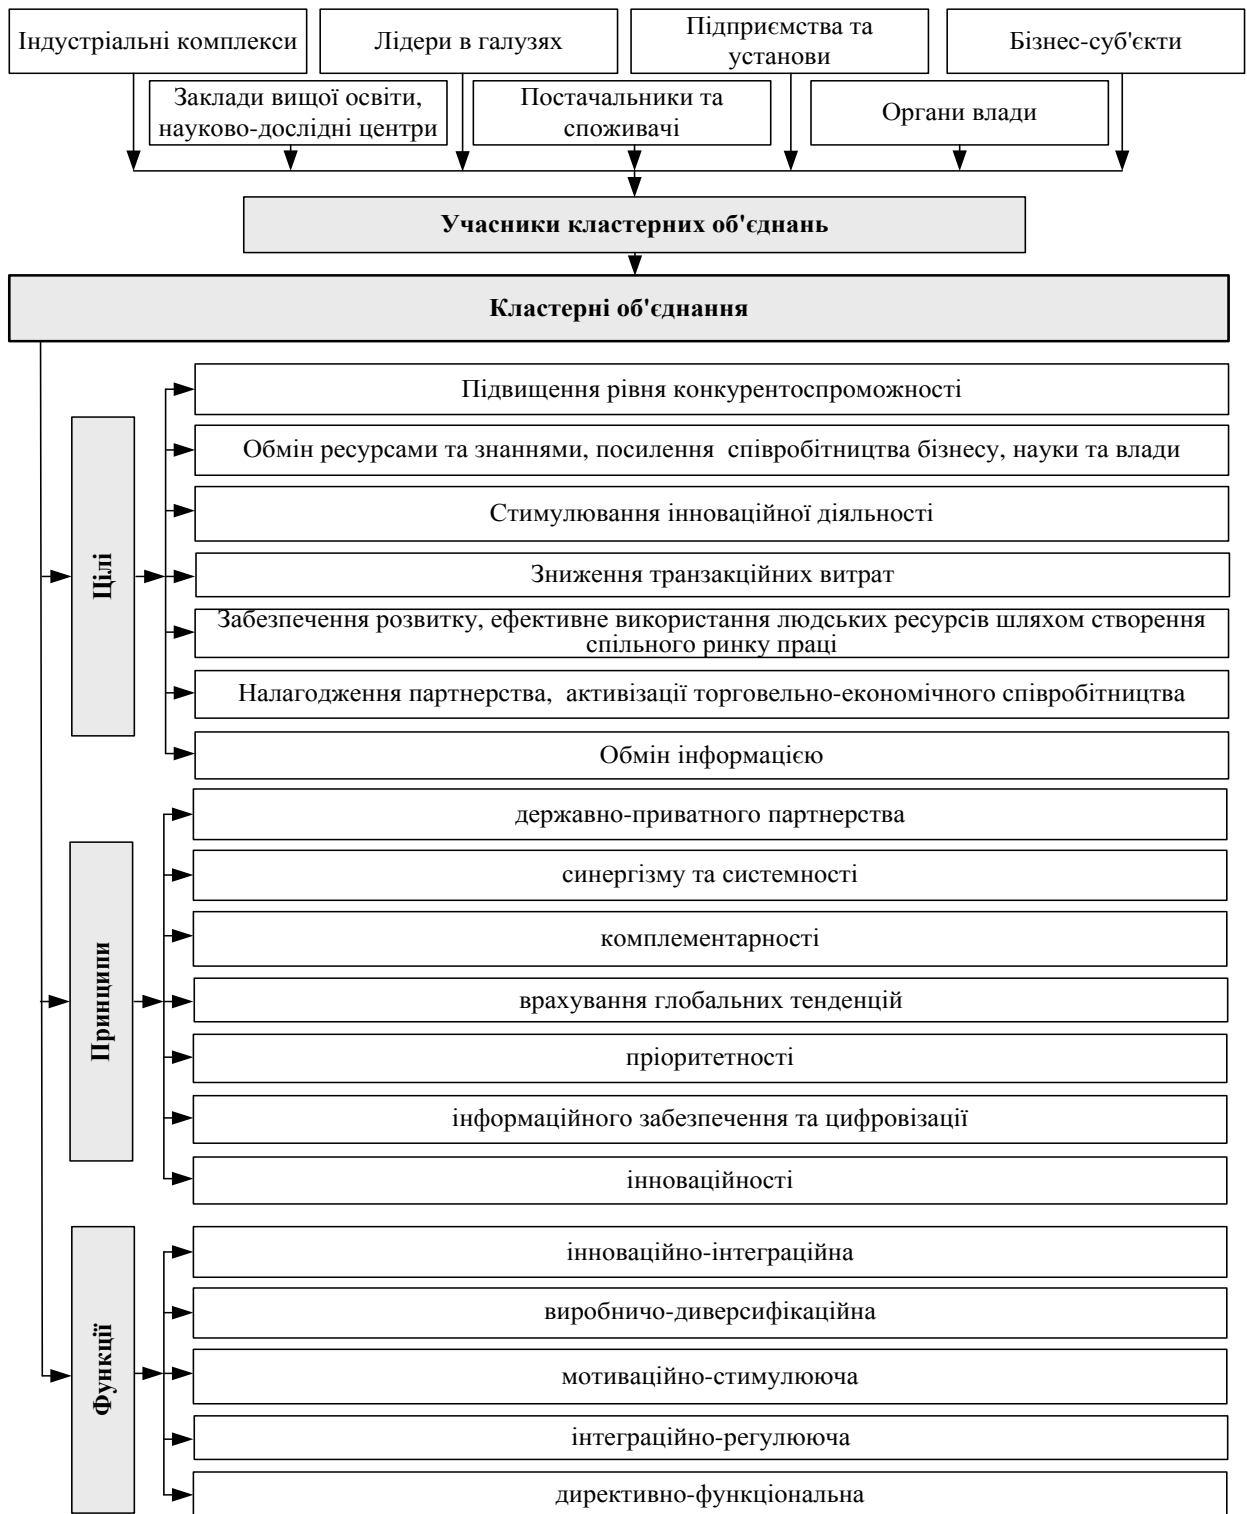 Індустріальні комплекси
Лідери в галузях
Підприємства та
установи
Бізнес-суб'єкти
Заклади вищої освіти,
науково-дослідні центри
Постачальники та
споживачі
Органи влади
Учасники кластерних об'єднань
Кластерні об'єднання
Цілі
Підвищення рівня конкурентоспроможності
Обмін ресурсами та знаннями, посилення співробітництва бізнесу, науки та влади
Стимулювання інноваційної діяльності
Зниження транзакційних витрат
Забезпечення розвитку, ефективне використання людських ресурсів шляхом створення
спільного ринку праці
Налагодження партнерства, активізації торговельно-економічного співробітництва
Обмін інформацією
Принципи
державно-приватного партнерства
синергізму та системності
комплементарності
врахування глобальних тенденцій
пріоритетності
інформаційного забезпечення та цифровізації
інноваційності
Функції
інноваційно-інтеграційна
виробничо-диверсифікаційна
мотиваційно-стимулююча
інтеграційно-регулююча
директивно-функціональна